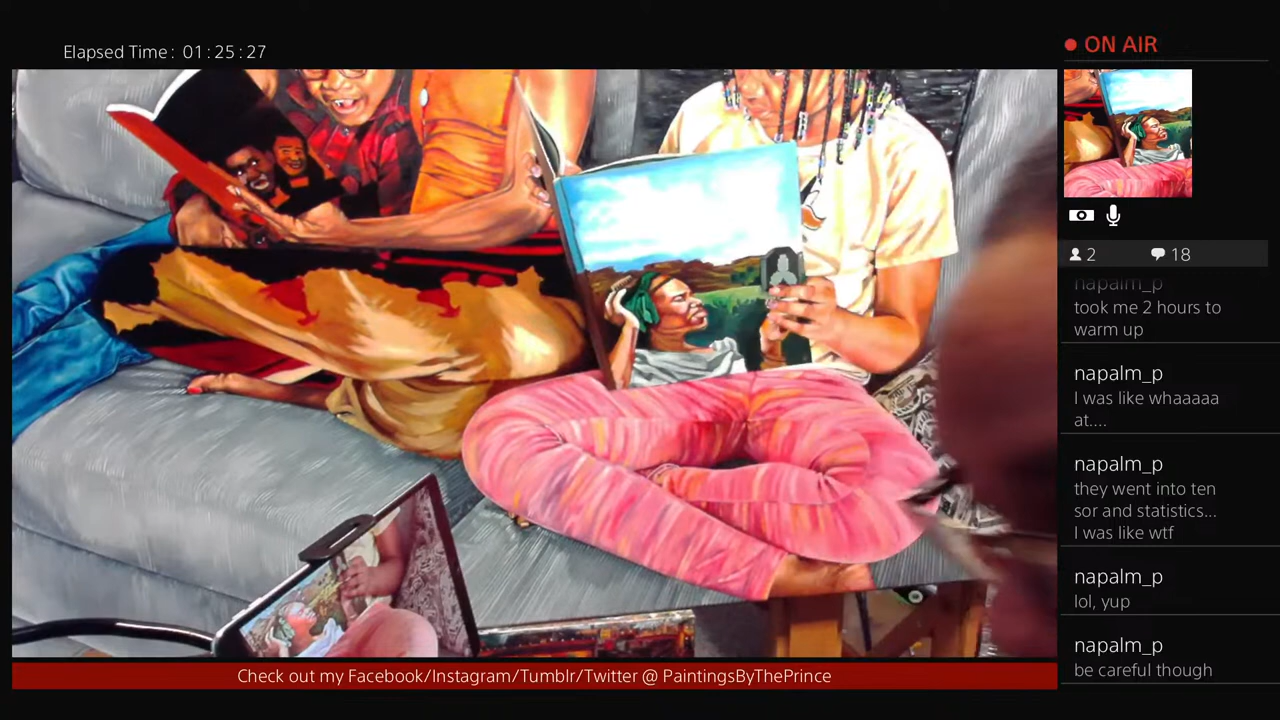 Elapsed Time: 01:25:27
ON AIR
2 18
napalm_p
took me 2 hours to
warm up
napalm_p
I was like whaaaaa
at....
napalm_p
they went into ten
sor and statistics...
I was like wtf
napalm_p
lol, yup
napalm_p
be careful though
Check out my Facebook/Instagram/Tumblr/Twitter @ PaintingsByThePrince